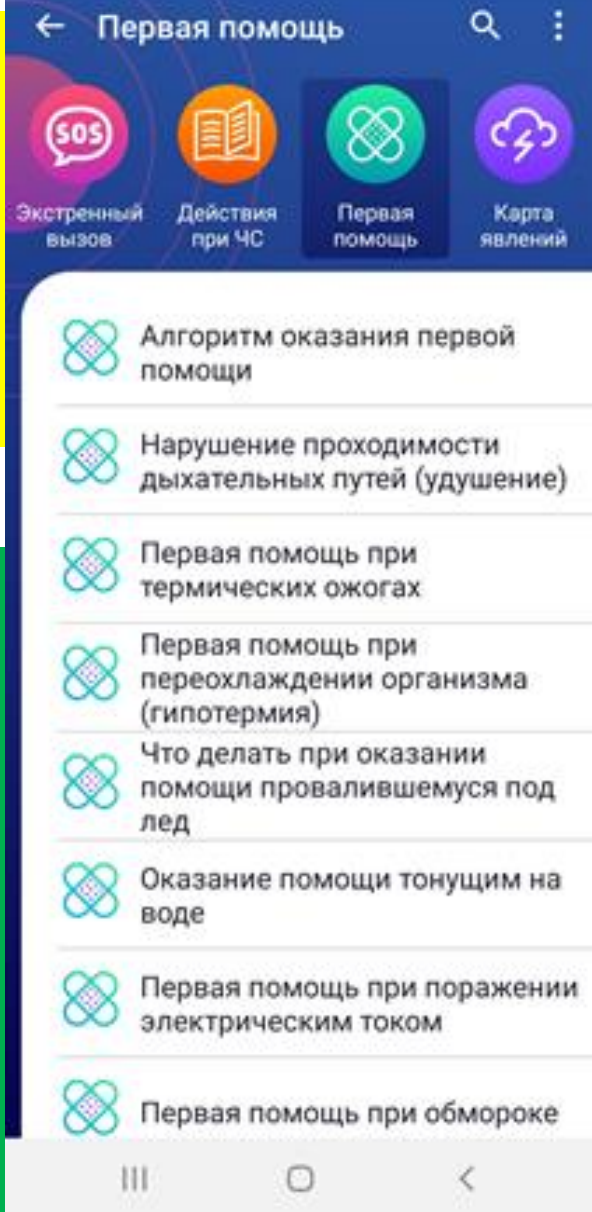 Первая помощь
SOS
Экстренный
вызов
Действия
при ЧС
Первая
помощь
Карта
явлений
Алгоритм оказания первой
помощи
Нарушение проходимости
дыхательных путей (удушение)
Первая помощь при
термических ожогах
Первая помощь при
переохлаждении организма
(гипотермия)
Что делать при оказании
помощи провалившемуся под
лед
Оказание помощи тонущим на
воде
Первая помощь при поражении
электрическим током
Первая помощь при обмороке